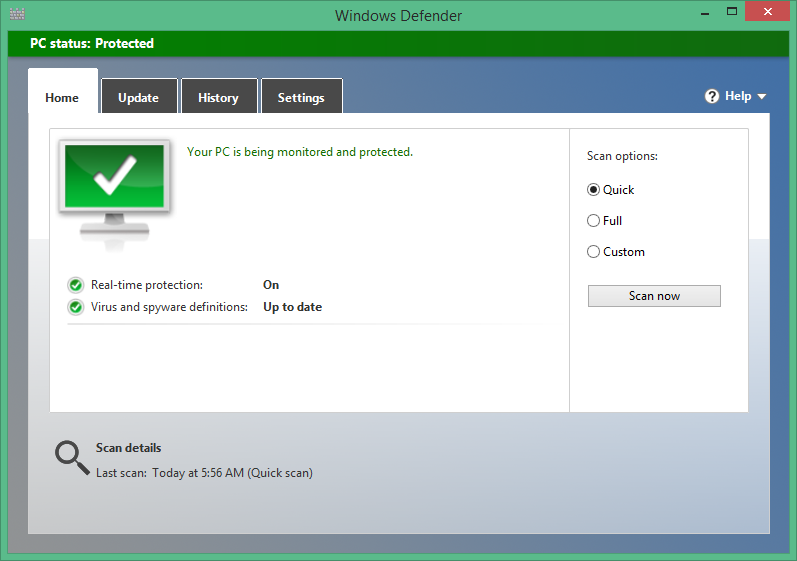 Windows Defender
PC status: Protected
Home Update History Settings ? Help
Your PC is being monitored and protected.
Scan options:
Quick
Full
Custom
Scan now
Real-time protection: On
Virus and spyware definitions: Up to date
Scan details
Last scan: Today at 5:56 AM (Quick scan)